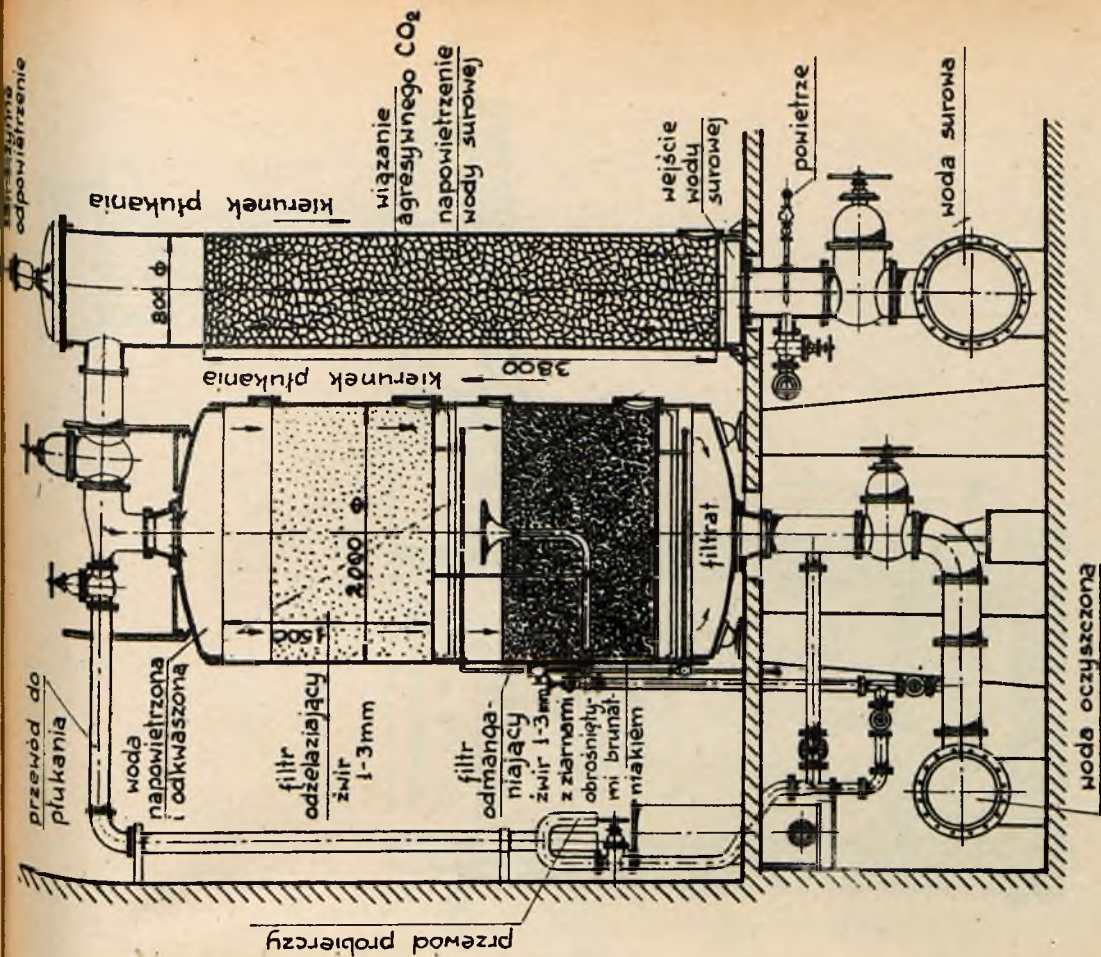 odpowietrzenie
kierunek płukania
wiązanie
agresywnego CO₂
napowietrzenie
wody surowej
wejście
wody
surowej
powietrze
woda surowa
800 φ
3800
kierunek płukania
2000 φ
1500
filtrat
przewód do
płukania
woda
napowietrzona
i odkwaszona
filtr
odżelaziający
żwir
1-3mm
filtr
odmanga-
niający
żwir 1-3mm
z ziarnami
obrośnięty-
mi brunat-
niakiem
przewód probierczy
woda oczyszczona